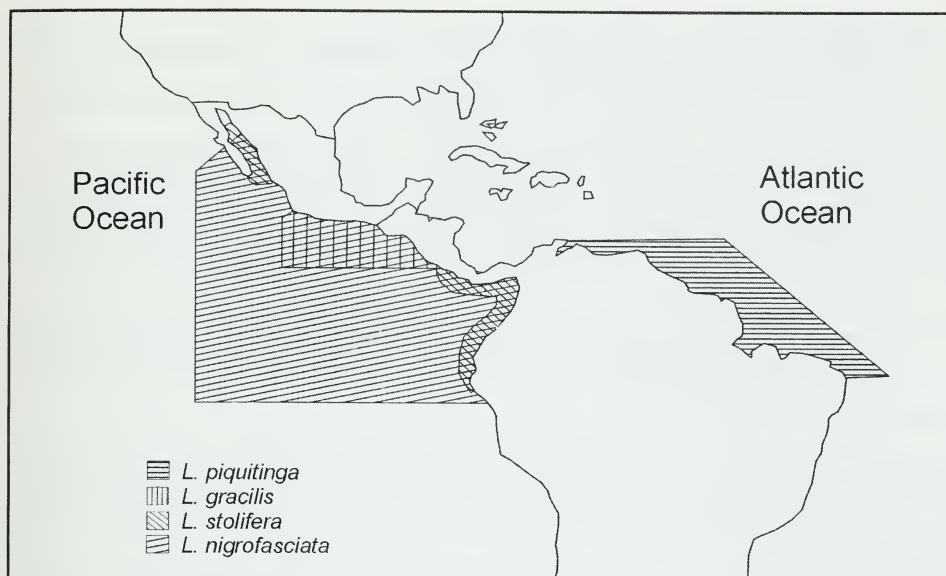 Pacific
Ocean
Atlantic
Ocean
L. piquitinga
L. gracilis
L. stolifera
L. nigrofasciata